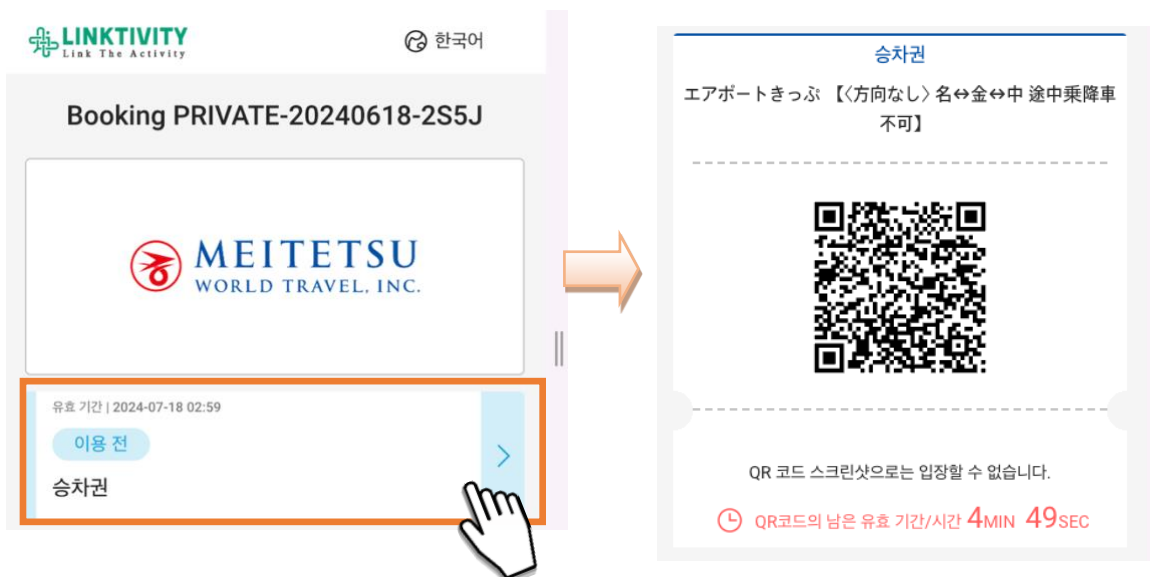 LINKTIVITY
Link The Activity
한국어
Booking PRIVATE-20240618-2S5J
MEITETSU
WORLD TRAVEL, INC.
유효 기간 | 2024-07-18 02:59
이용 전
승차권
승차권
エアポートきっぷ 【〈方向なし〉名⇔金⇔中 途中乗降車
不可】
QR 코드 스크린샷으로는 입장할 수 없습니다.
QR코드의 남은 유효 기간/시간 4MIN 49SEC